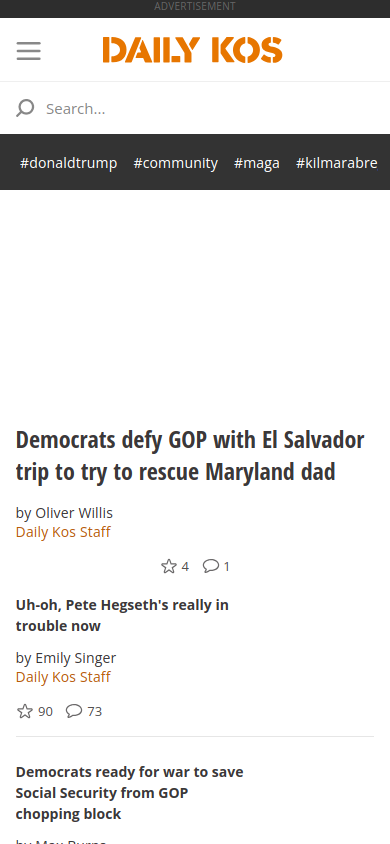 ADVERTISEMENT
DAILY KOS
Search...
#donaldtrump #community #maga #kilmarabre
Democrats defy GOP with El Salvador
trip to try to rescue Maryland dad
by Oliver Willis
Daily Kos Staff
4 1
Uh-oh, Pete Hegseth's really in
trouble now
by Emily Singer
Daily Kos Staff
90 73
Democrats ready for war to save
Social Security from GOP
chopping block